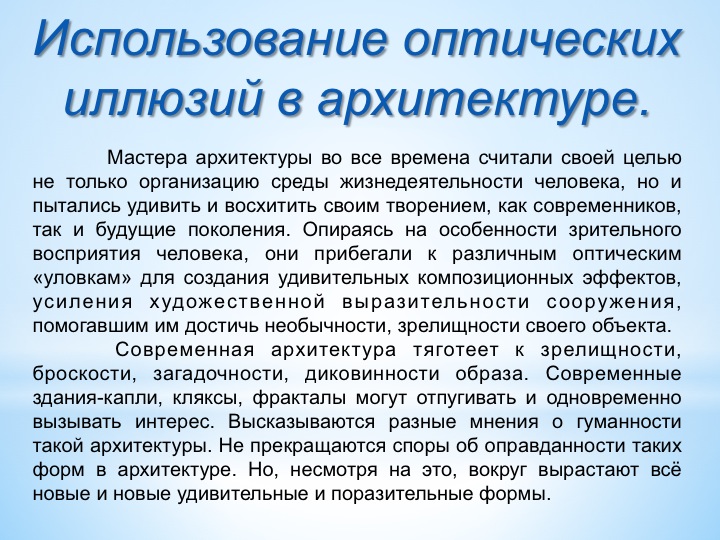 Использование оптических
иллюзий в архитектуре.
Мастера архитектуры во все времена считали своей целью
не только организацию среды жизнедеятельности человека, но и
пытались удивить и восхитить своим творением, как современников,
так и будущие поколения. Опираясь на особенности зрительного
восприятия человека, они прибегали к различным оптическим
«уловкам» для создания удивительных композиционных эффектов,
усиления художественной выразительности сооружения,
помогавшим им достичь необычности, зрелищности своего объекта.
Современная архитектура тяготеет к зрелищности,
броскости, загадочности, диковинности образа. Современные
здания-капли, кляксы, фракталы могут отпугивать и одновременно
вызывать интерес. Высказываются разные мнения о гуманности
такой архитектуры. Не прекращаются споры об оправданности таких
форм в архитектуре. Но, несмотря на это, вокруг вырастают всё
новые и новые удивительные и поразительные формы.